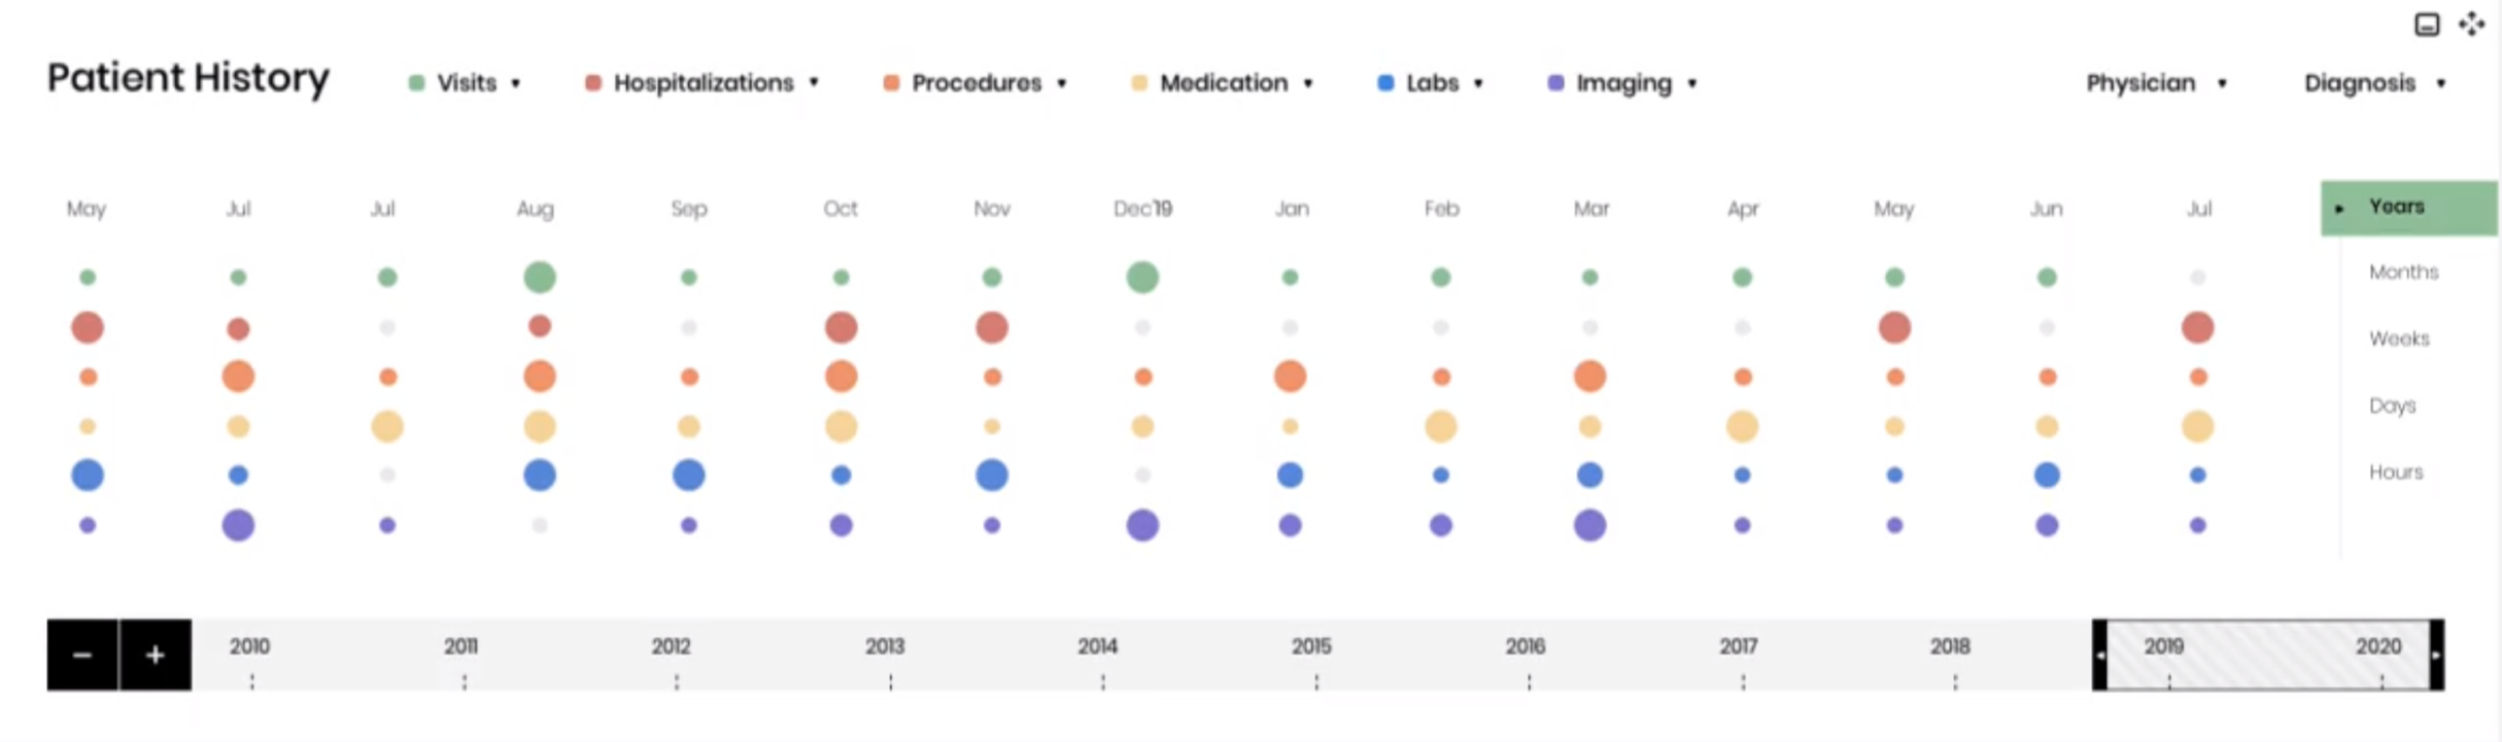 Patient History Visits Hospitalizations Procedures Medication Labs Imaging Physician Diagnosis
May Jul Jul Aug Sep Oct Nov Dec'19 Jan Feb Mar Apr May Jun Jul
Years
Months
Weeks
Days
Hours
− + 2010 2011 2012 2013 2014 2015 2016 2017 2018 2019 2020